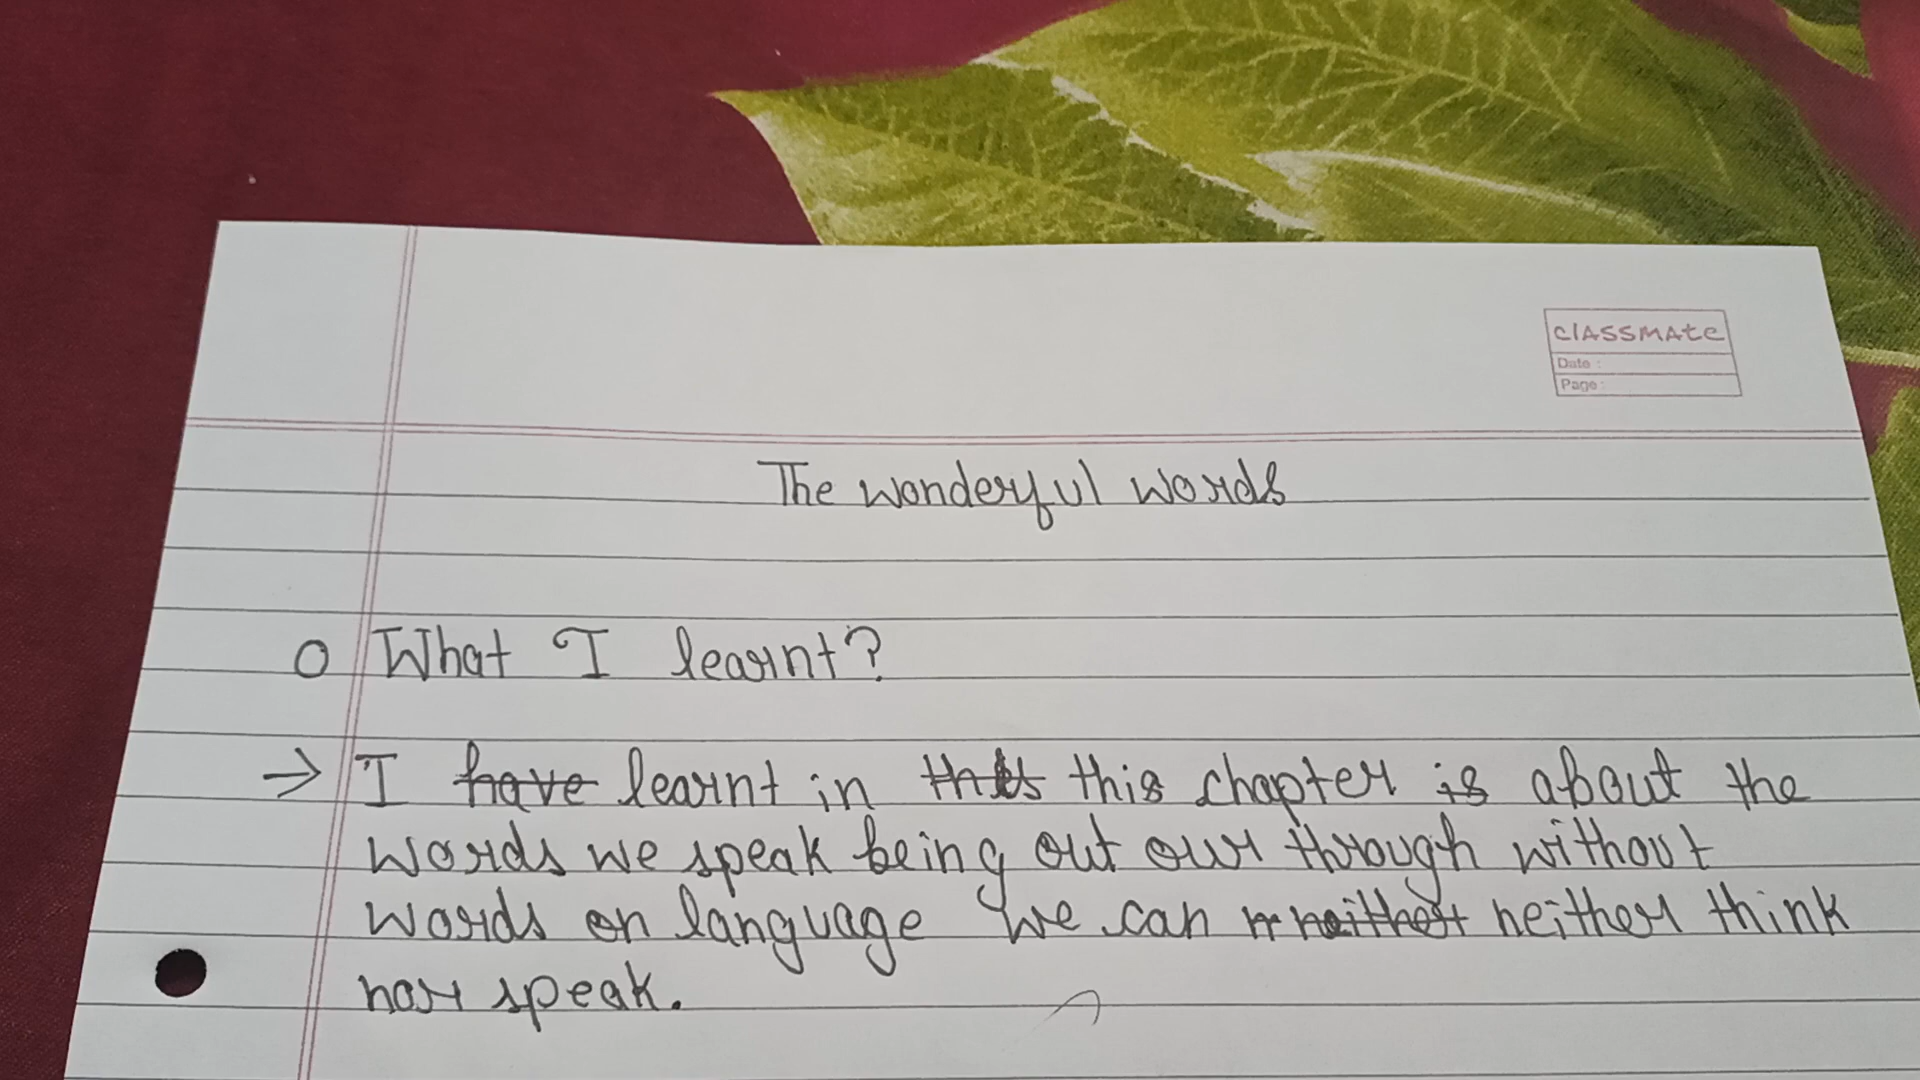 classmate
Date :
Page :
The wonderful words
O What I learnt?
→ I have learnt in this this chapter is about the
words we speak being out our through without
words on language we can neither neither think
nor speak.